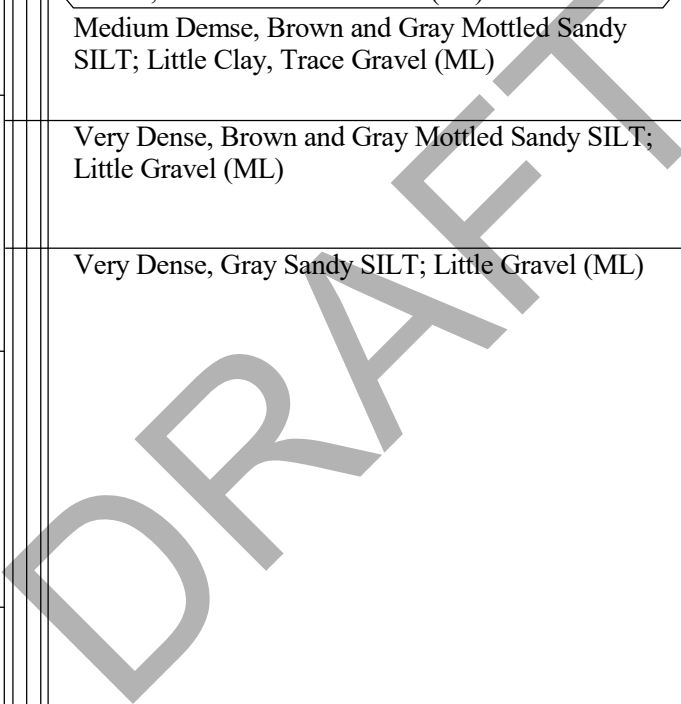 Medium Demse, Brown and Gray Mottled Sandy
SILT; Little Clay, Trace Gravel (ML)
Very Dense, Brown and Gray Mottled Sandy SILT;
Little Gravel (ML)
Very Dense, Gray Sandy SILT; Little Gravel (ML)
DRAFT